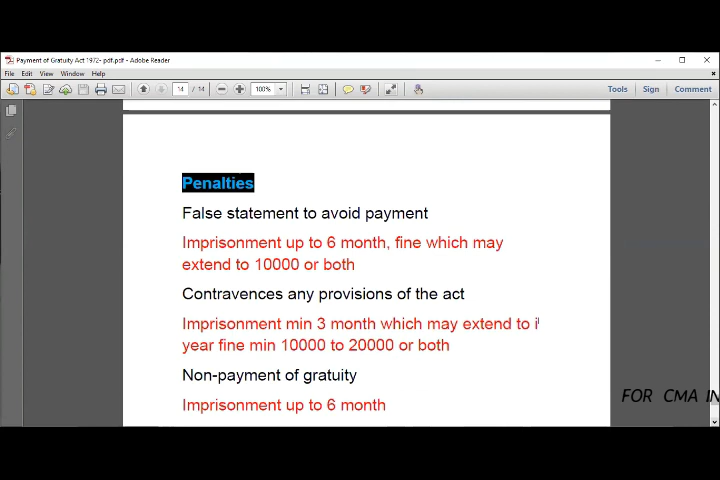 Payment of Gratuity Act 1972- pdf.pdf - Adobe Reader
File Edit View Window Help
14 / 14 100% Tools Sign Comment
Penalties
False statement to avoid payment
Imprisonment up to 6 month, fine which may
extend to 10000 or both
Contravences any provisions of the act
Imprisonment min 3 month which may extend to
year fine min 10000 to 20000 or both
Non-payment of gratuity
Imprisonment up to 6 month
FOR CMA IN